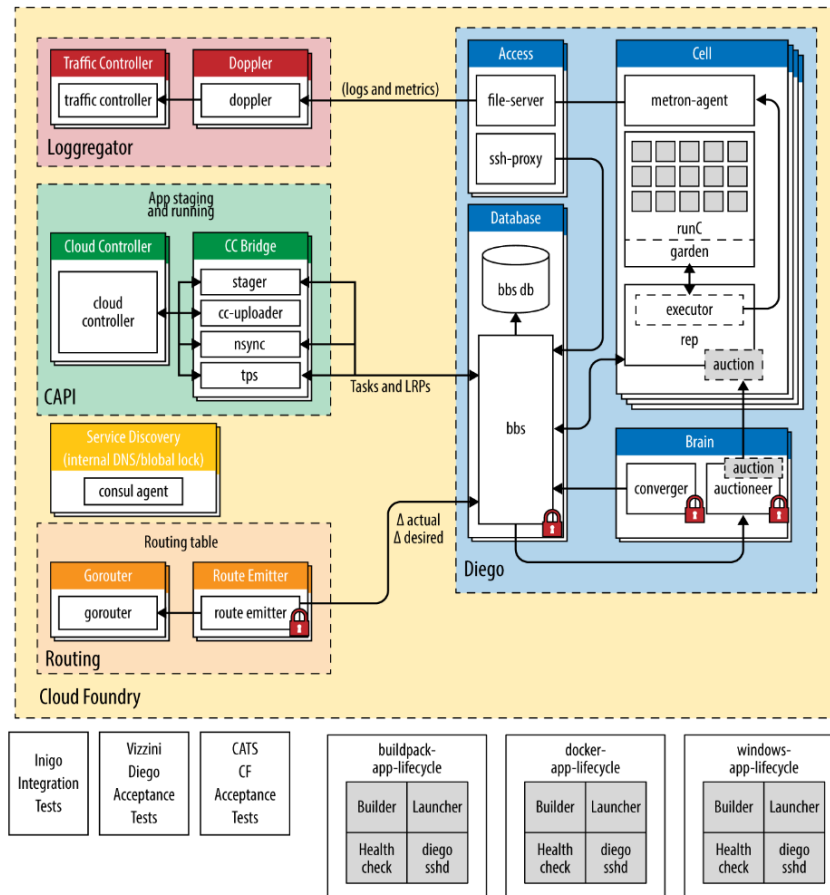 Traffic Controller
traffic controller
Doppler
doppler
Loggregator
(logs and metrics)
Access
file-server
ssh-proxy
Cell
metron-agent
runC
garden
executor
rep
auction
App staging
and running
Cloud Controller
cloud
controller
CC Bridge
stager
cc-uploader
nsync
tps
CAPI
Tasks and LRPs
Database
bbs db
bbs
Brain
converger
auction
auctioneer
Diego
Service Discovery
(internal DNS/blobal lock)
consul agent
Routing table
Gorouter
gorouter
Route Emitter
route emitter
Δ actual
Δ desired
Routing
Cloud Foundry
Inigo
Integration
Tests
Vizzini
Diego
Acceptance
Tests
CATS
CF
Acceptance
Tests
buildpack-
app-lifecycle
Builder
Launcher
Health
check
diego
sshd
docker-
app-lifecycle
Builder
Launcher
Health
check
diego
sshd
windows-
app-lifecycle
Builder
Launcher
Health
check
diego
sshd